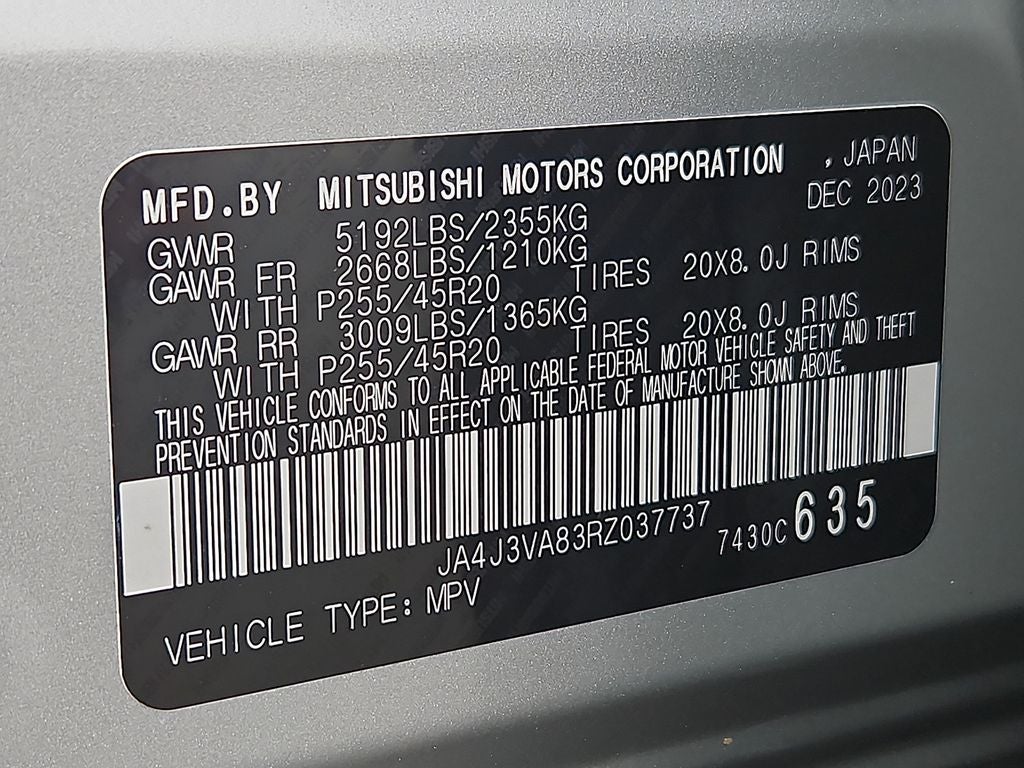 MFD.BY MITSUBISHI MOTORS CORPORATION , JAPAN
DEC 2023
GVWR 5192LBS/2355KG
GAWR FR 2668LBS/1210KG
WITH P255/45R20 TIRES 20X8.0J RIMS
GAWR RR 3009LBS/1365KG
WITH P255/45R20 TIRES 20X8.0J RIMS
THIS VEHICLE CONFORMS TO ALL APPLICABLE FEDERAL MOTOR VEHICLE SAFETY AND THEFT
PREVENTION STANDARDS IN EFFECT ON THE DATE OF MANUFACTURE SHOWN ABOVE.
JA4J3VA83RZ037737 7430C 635
VEHICLE TYPE: MPV